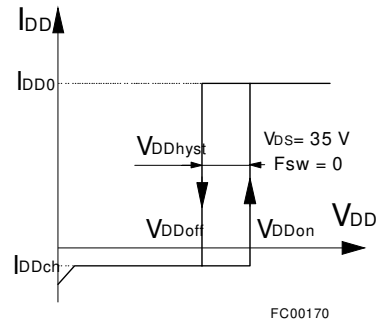 IDD
IDD0
VDDhyst
VDS= 35 V
Fsw = 0
VDD
VDDoff
VDDon
IDDch
FC00170